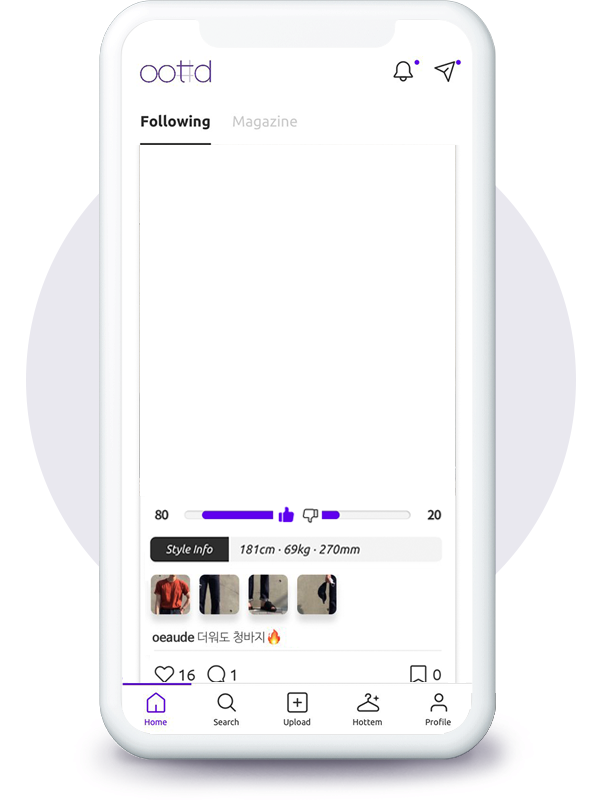 oottd
Following Magazine
80 20
Style Info 181cm · 69kg · 270mm
oeaude 더워도 청바지🔥
16 1 0
Home Search Upload Hottem Profile